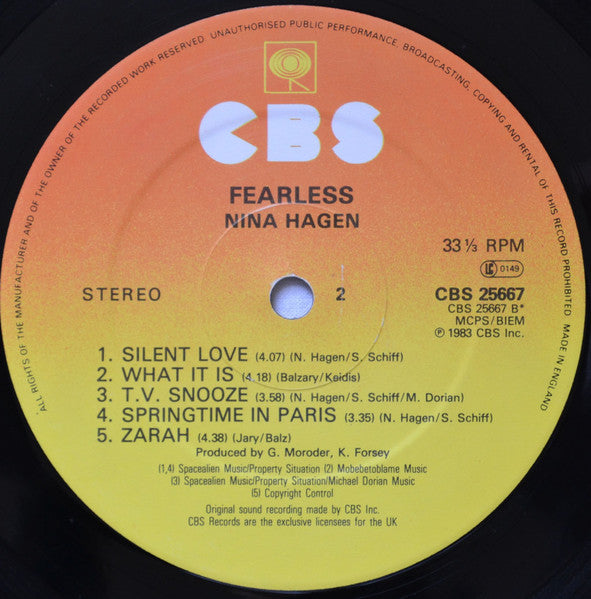 ALL RIGHTS OF THE MANUFACTURER AND OF THE OWNER OF THE RECORDED WORK RESERVED. UNAUTHORISED PUBLIC PERFORMANCE, BROADCASTING, COPYING AND RENTAL OF THIS RECORD PROHIBITED. MADE IN ENGLAND
CBS
FEARLESS
NINA HAGEN
33 ⅓ RPM
LC 0149
STEREO
2
CBS 25667
CBS 25667 B*
MCPS/BIEM
℗ 1983 CBS Inc.
1. SILENT LOVE (4.07) (N. Hagen/S. Schiff)
2. WHAT IT IS (4.18) (Balzary/Keidis)
3. T.V. SNOOZE (3.58) (N. Hagen/S. Schiff/M. Dorian)
4. SPRINGTIME IN PARIS (3.35) (N. Hagen/S. Schiff)
5. ZARAH (4.38) (Jary/Balz)
Produced by G. Moroder, K. Forsey
(1,4) Spacealien Music/Property Situation (2) Mobebetoblame Music
(3) Spacealien Music/Property Situation/Michael Dorian Music
(5) Copyright Control
Original sound recording made by CBS Inc.
CBS Records are the exclusive licensees for the UK